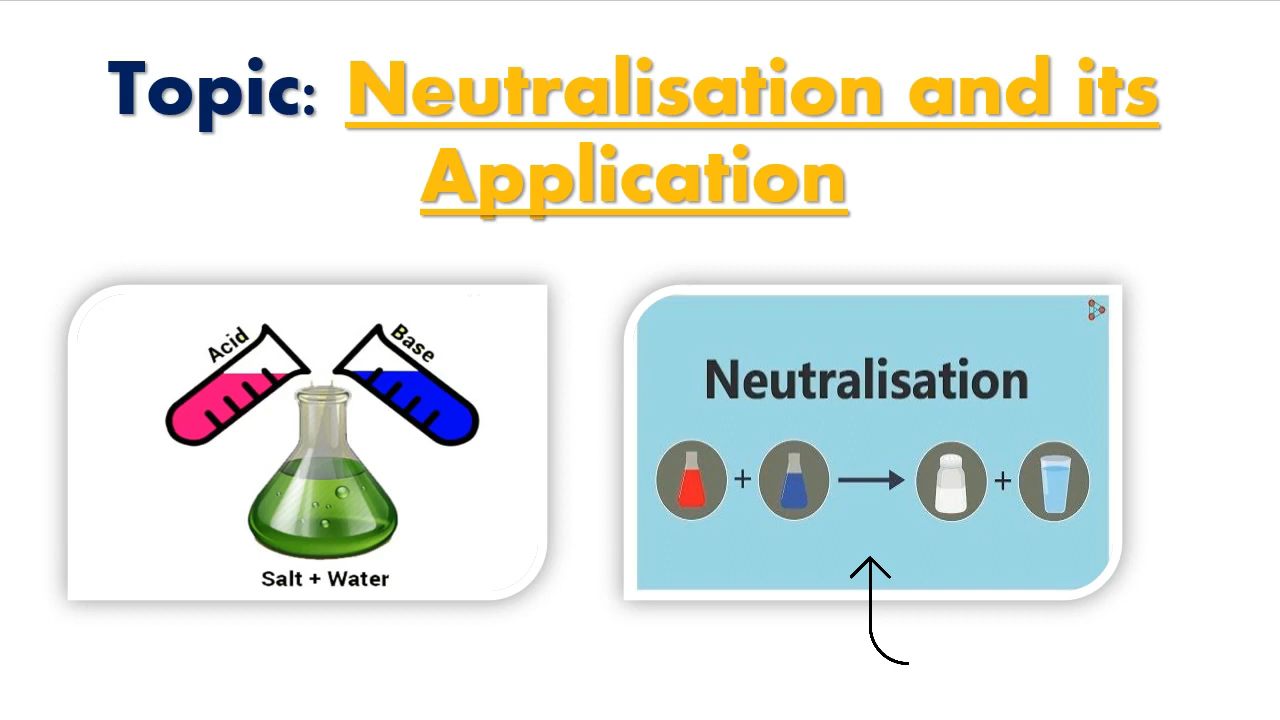 Topic: Neutralisation and its
Application
Acid
Base
Salt + Water
Neutralisation
+
+